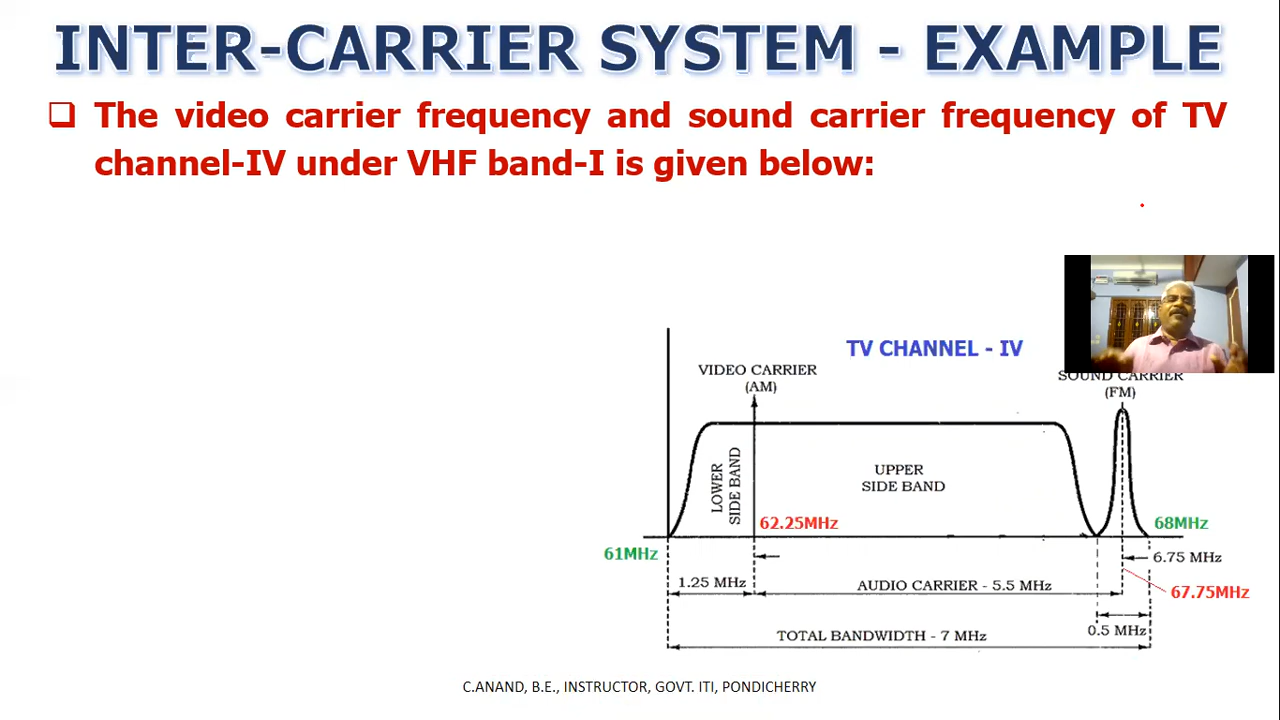 INTER-CARRIER SYSTEM - EXAMPLE
The video carrier frequency and sound carrier frequency of TV
channel-IV under VHF band-I is given below:
TV CHANNEL - IV
VIDEO CARRIER
(AM)
SOUND CARRIER
(FM)
LOWER
SIDE BAND
UPPER
SIDE BAND
62.25MHz
68MHz
61MHz
6.75 MHz
1.25 MHz
AUDIO CARRIER - 5.5 MHz
67.75MHz
0.5 MHz
TOTAL BANDWIDTH - 7 MHz
C.ANAND, B.E., INSTRUCTOR, GOVT. ITI, PONDICHERRY